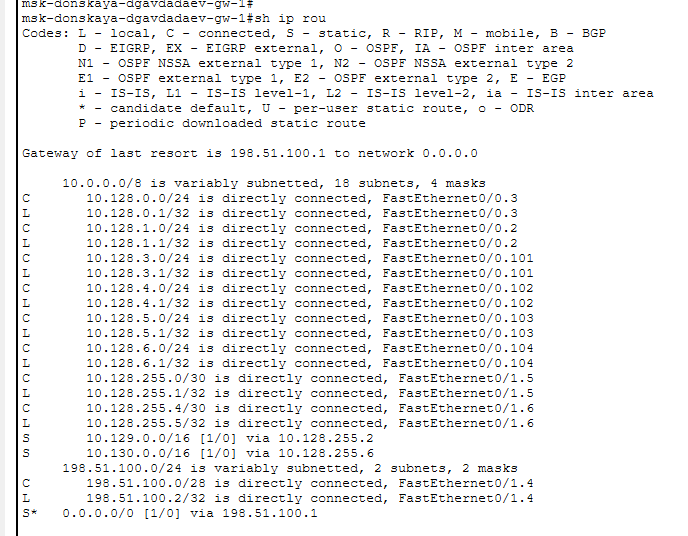 msk-donskaya-dgavdadaev-gw-1#
msk-donskaya-dgavdadaev-gw-1#sh ip rou
Codes: L - local, C - connected, S - static, R - RIP, M - mobile, B - BGP
       D - EIGRP, EX - EIGRP external, O - OSPF, IA - OSPF inter area
       N1 - OSPF NSSA external type 1, N2 - OSPF NSSA external type 2
       E1 - OSPF external type 1, E2 - OSPF external type 2, E - EGP
       i - IS-IS, L1 - IS-IS level-1, L2 - IS-IS level-2, ia - IS-IS inter area
       * - candidate default, U - per-user static route, o - ODR
       P - periodic downloaded static route

Gateway of last resort is 198.51.100.1 to network 0.0.0.0

     10.0.0.0/8 is variably subnetted, 18 subnets, 4 masks
C       10.128.0.0/24 is directly connected, FastEthernet0/0.3
L       10.128.0.1/32 is directly connected, FastEthernet0/0.3
C       10.128.1.0/24 is directly connected, FastEthernet0/0.2
L       10.128.1.1/32 is directly connected, FastEthernet0/0.2
C       10.128.3.0/24 is directly connected, FastEthernet0/0.101
L       10.128.3.1/32 is directly connected, FastEthernet0/0.101
C       10.128.4.0/24 is directly connected, FastEthernet0/0.102
L       10.128.4.1/32 is directly connected, FastEthernet0/0.102
C       10.128.5.0/24 is directly connected, FastEthernet0/0.103
L       10.128.5.1/32 is directly connected, FastEthernet0/0.103
C       10.128.6.0/24 is directly connected, FastEthernet0/0.104
L       10.128.6.1/32 is directly connected, FastEthernet0/0.104
C       10.128.255.0/30 is directly connected, FastEthernet0/1.5
L       10.128.255.1/32 is directly connected, FastEthernet0/1.5
C       10.128.255.4/30 is directly connected, FastEthernet0/1.6
L       10.128.255.5/32 is directly connected, FastEthernet0/1.6
S       10.129.0.0/16 [1/0] via 10.128.255.2
S       10.130.0.0/16 [1/0] via 10.128.255.6
     198.51.100.0/24 is variably subnetted, 2 subnets, 2 masks
C       198.51.100.0/28 is directly connected, FastEthernet0/1.4
L       198.51.100.2/32 is directly connected, FastEthernet0/1.4
S*   0.0.0.0/0 [1/0] via 198.51.100.1